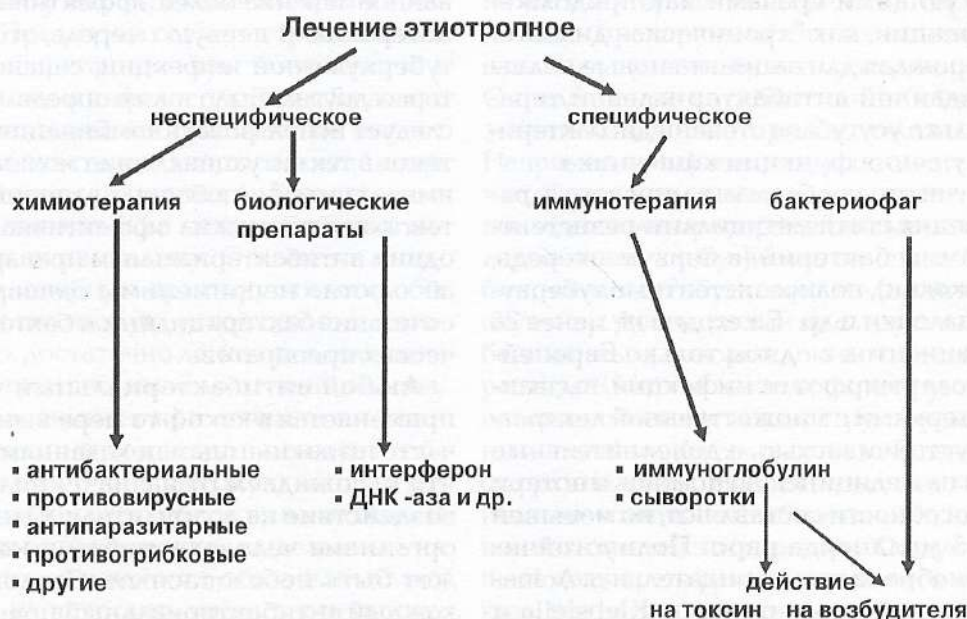 Лечение этиотропное
неспецифическое
специфическое
химиотерапия
биологические
препараты
иммунотерапия
бактериофаг
▪ антибактериальные
▪ противовирусные
▪ антипаразитарные
▪ противогрибковые
▪ другие
▪ интерферон
▪ ДНК -аза и др.
▪ иммуноглобулин
▪ сыворотки
действие
на токсин на возбудителя